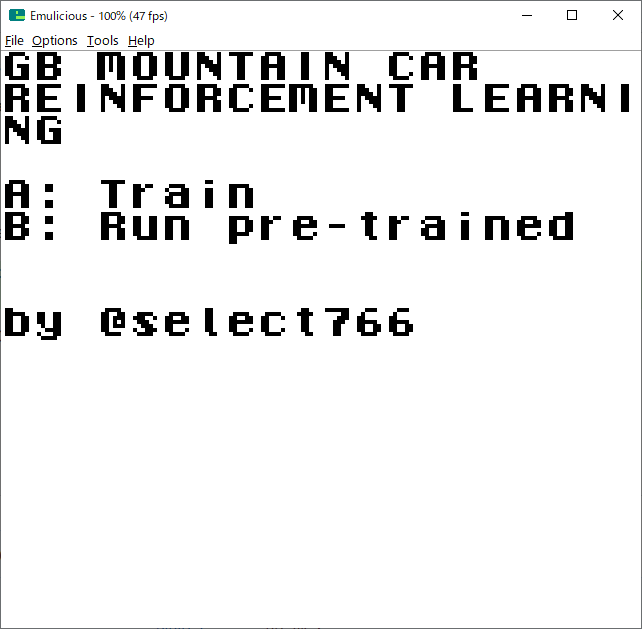 Emulicious - 100% (47 fps)
File Options Tools Help
GB MOUNTAIN CAR
REINFORCEMENT LEARNI
NG
A: Train
B: Run pre-trained
by @select766